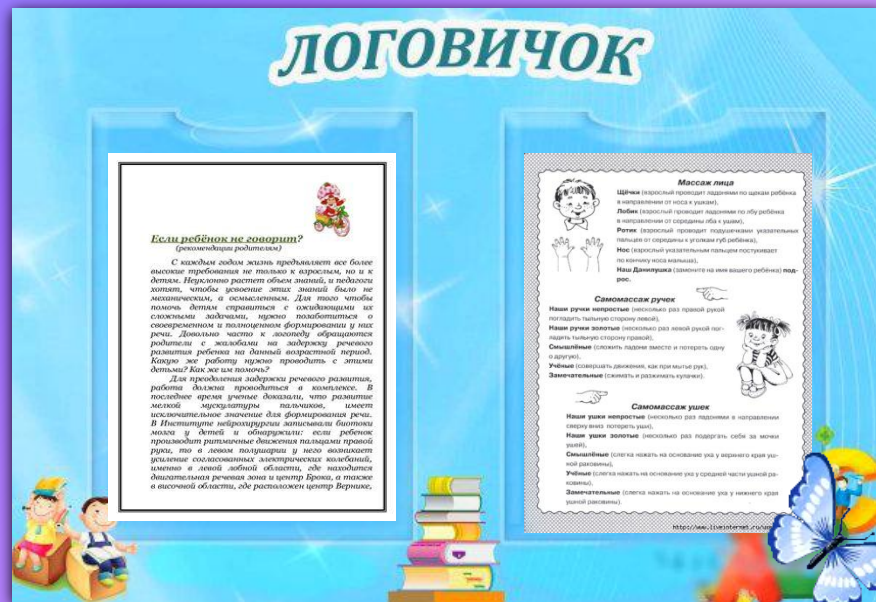 ЛОГОВИЧОК
Если ребёнок не говорит?
(рекомендации родителям)
С каждым годом жизнь предъявляет все более
высокие требования не только к взрослым, но и к
детям. Неуклонно растет объем знаний, и педагоги
хотят, чтобы усвоение этих знаний было не
механическим, а осмысленным. Для того чтобы
помочь детям справиться с ожидающими их
сложными задачами, нужно позаботиться о
своевременном и полноценном формировании у них
речи. Довольно часто к логопеду обращаются
родители с жалобами на задержку речевого
развития ребенка на данный возрастной период.
Какую же работу нужно проводить с этими
детьми? Как же им помочь?
Для преодоления задержки речевого развития,
работа должна проводиться в комплексе. В
последнее время ученые доказали, что развитие
мелкой мускулатуры пальчиков, имеет
исключительное значение для формирования речи.
В Институте нейрохирургии записывали биотоки
мозга у детей и обнаружили: если ребенок
производит ритмичные движения пальцами правой
руки, то в левом полушарии у него возникает
усиление согласованных электрических колебаний,
именно в левой лобной области, где находится
двигательная речевая зона и центр Брока, а также
в височной области, где расположен центр Вернике,
Массаж лица
Щёчки (взрослый проводит ладонями по щекам ребёнка
в направлении от носа к ушкам),
Лобик (взрослый проводит ладонями по лбу ребёнка
в направлении от середины лба к ушам),
Ротик (взрослый проводит подушечками указательных
пальцев от середины к уголкам губ ребёнка),
Нос (взрослый указательным пальцем постукивает
по кончику носа малыша),
Наш Данилушка (замените на имя вашего ребёнка) под-
рос.
Самомассаж ручек
Наши ручки непростые (несколько раз правой рукой
погладить тыльную сторону левой),
Наши ручки золотые (несколько раз левой рукой пог-
ладить тыльную сторону правой),
Смышлёные (сложить ладони вместе и потереть одну
о другую),
Учёные (совершать движения, как при мытье рук),
Замечательные (сжимать и разжимать кулачки).
Самомассаж ушек
Наши ушки непростые (несколько раз ладонями в направлении
сверху вниз потереть уши),
Наши ушки золотые (несколько раз подергать себя за мочки
ушей),
Смышлёные (слегка нажать на основание уха у верхнего края уш-
ной раковины),
Учёные (слегка нажать на основание уха у средней части ушной ра-
ковины),
Замечательные (слегка нажать на основание уха у нижнего края
ушной раковины).
http://www.liveinternet.ru/